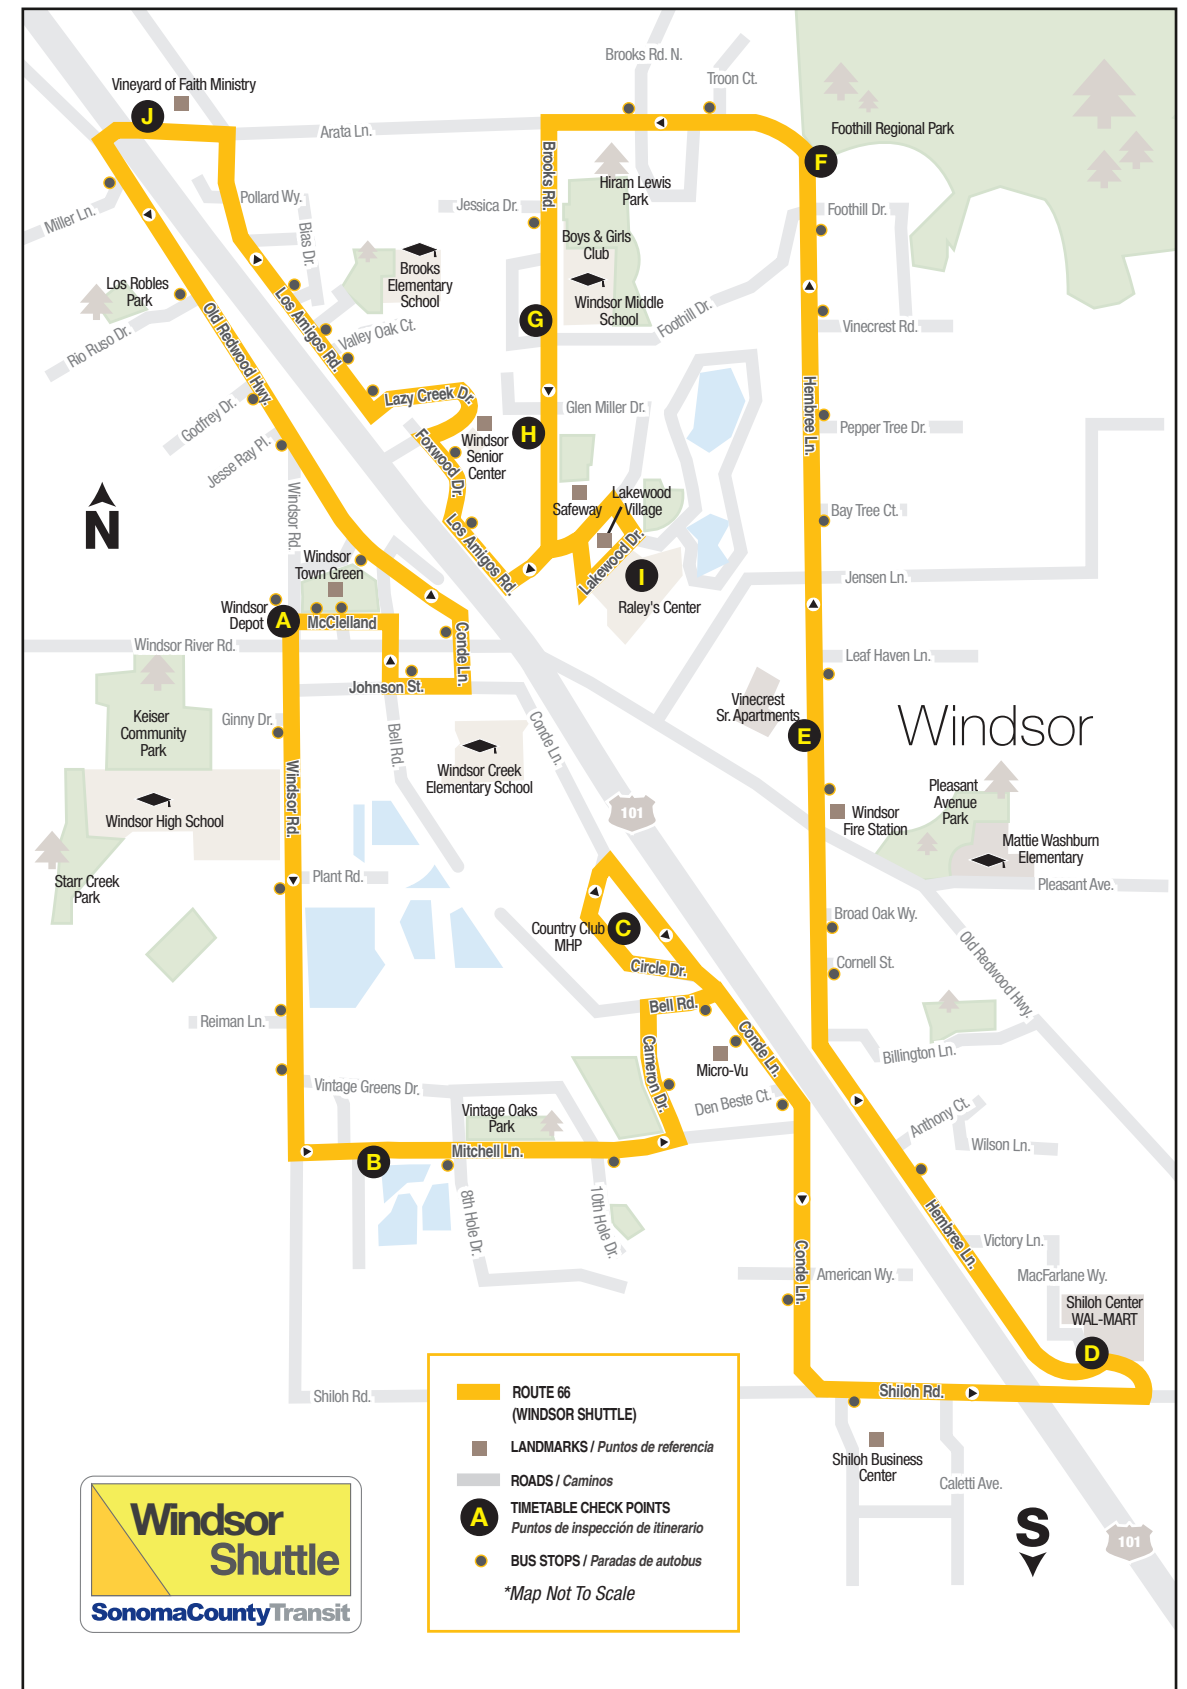 Brooks Rd. N.
Troon Ct.
Vineyard of Faith Ministry
J
Arata Ln.
Foothill Regional Park
F
Brooks Rd.
Hiram Lewis
Park
Pollard Wy.
Miller Ln.
Jessica Dr.
Foothill Dr.
Bias Dr.
Boys & Girls
Club
Brooks
Elementary
School
Los Robles
Park
Windsor Middle
School
Los Amigos Rd.
Old Redwood Hwy.
G
Foothill Dr.
Vinecrest Rd.
Valley Oak Ct.
Rio Ruso Dr.
Lazy Creek Dr.
Hembree Ln.
Glen Miller Dr.
Godfrey Dr.
H
Pepper Tree Dr.
Jesse Ray Pl.
Foxwood Dr.
Windsor
Senior
Center
Windsor Rd.
Lakewood
Village
Safeway
Bay Tree Ct.
N
Los Amigos Rd.
Windsor
Town Green
Lakewood Dr.
I
Jensen Ln.
Raley's Center
Windsor
Depot
A
McClelland
Windsor River Rd.
Conde Ln.
Leaf Haven Ln.
Johnson St.
Vinecrest
Sr. Apartments
E
Windsor
Keiser
Community
Park
Ginny Dr.
Bell Rd.
Conde Ln.
Windsor Creek
Elementary School
Windsor Rd.
Windsor High School
101
Pleasant
Avenue
Park
Windsor
Fire Station
Mattie Washburn
Elementary
Pleasant Ave.
Starr Creek
Park
Plant Rd.
Country Club
MHP
C
Broad Oak Wy.
Old Redwood Hwy.
Circle Dr.
Cornell St.
Bell Rd.
Reiman Ln.
Conde Ln.
Cameron Dr.
Micro-Vu
Billington Ln.
Vintage Greens Dr.
Den Beste Ct.
Vintage Oaks
Park
Anthony Ct.
Wilson Ln.
B
Mitchell Ln.
8th Hole Dr.
10th Hole Dr.
Hembree Ln.
Victory Ln.
Conde Ln.
American Wy.
MacFarlane Wy.
Shiloh Center
WAL-MART
D
Shiloh Rd.
Shiloh Rd.
Shiloh Business
Center
Caletti Ave.
S
101
ROUTE 66
(WINDSOR SHUTTLE)
LANDMARKS / Puntos de referencia
ROADS / Caminos
A
TIMETABLE CHECK POINTS
Puntos de inspección de itinerario
BUS STOPS / Paradas de autobus
*Map Not To Scale
Windsor
Shuttle
SonomaCountyTransit